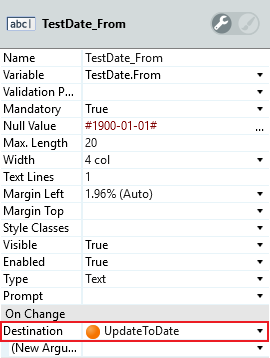 abc TestDate_From
Name TestDate_From
Variable TestDate.From
Validation P...
Mandatory True
Null Value #1900-01-01# ...
Max. Length 20
Width 4 col
Text Lines 1
Margin Left 1.96% (Auto)
Margin Top
Style Classes
Visible True
Enabled True
Type Text
Prompt
On Change
Destination UpdateToDate
(New Argu...